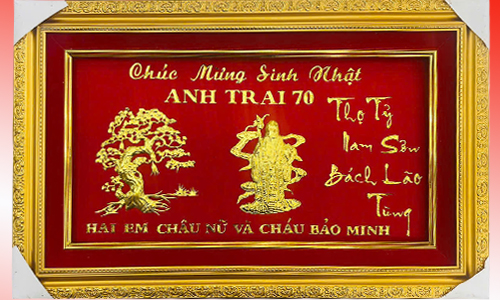 Chúc Mừng Sinh Nhật
ANH TRAI 70
Thọ Tỷ
Nam Sơn
Bách Lão
Tùng
HAI EM CHÂU NỮ VÀ CHÁU BẢO MINH